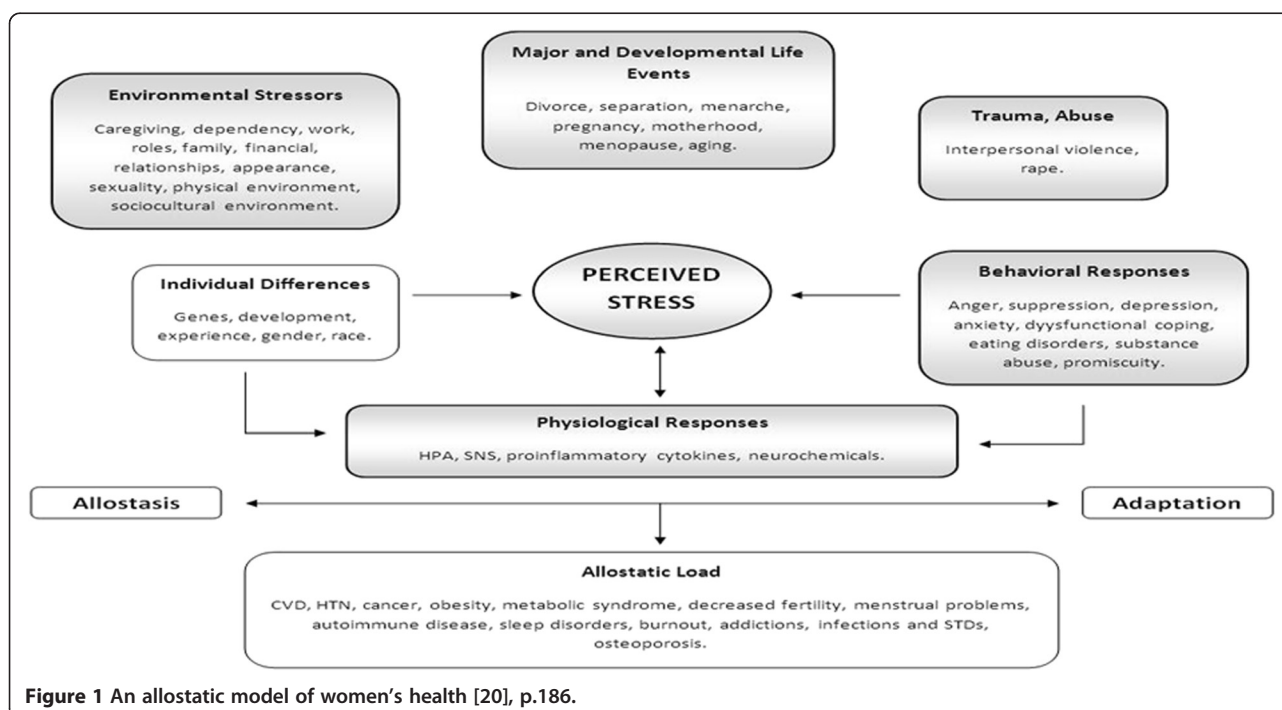 Major and Developmental Life
Events
Divorce, separation, menarche,
pregnancy, motherhood,
menopause, aging.
Environmental Stressors
Caregiving, dependency, work,
roles, family, financial,
relationships, appearance,
sexuality, physical environment,
sociocultural environment.
Trauma, Abuse
Interpersonal violence,
rape.
Individual Differences
Genes, development,
experience, gender, race.
PERCEIVED
STRESS
Behavioral Responses
Anger, suppression, depression,
anxiety, dyysfunctional coping,
eating disorders, substance
abuse, promiscuity.
Physiological Responses
HPA, SNS, proinflammatory cytokines, neurochemicals.
Allostasis
Adaptation
Allostatic Load
CVD, HTN, cancer, obesity, metabolic syndrome, decreased fertility, menstrual problems,
autoimmune disease, sleep disorders, burnout, addictions, infections and STDs,
osteoporosis.
Figure 1 An allostatic model of women's health [20], p.186.